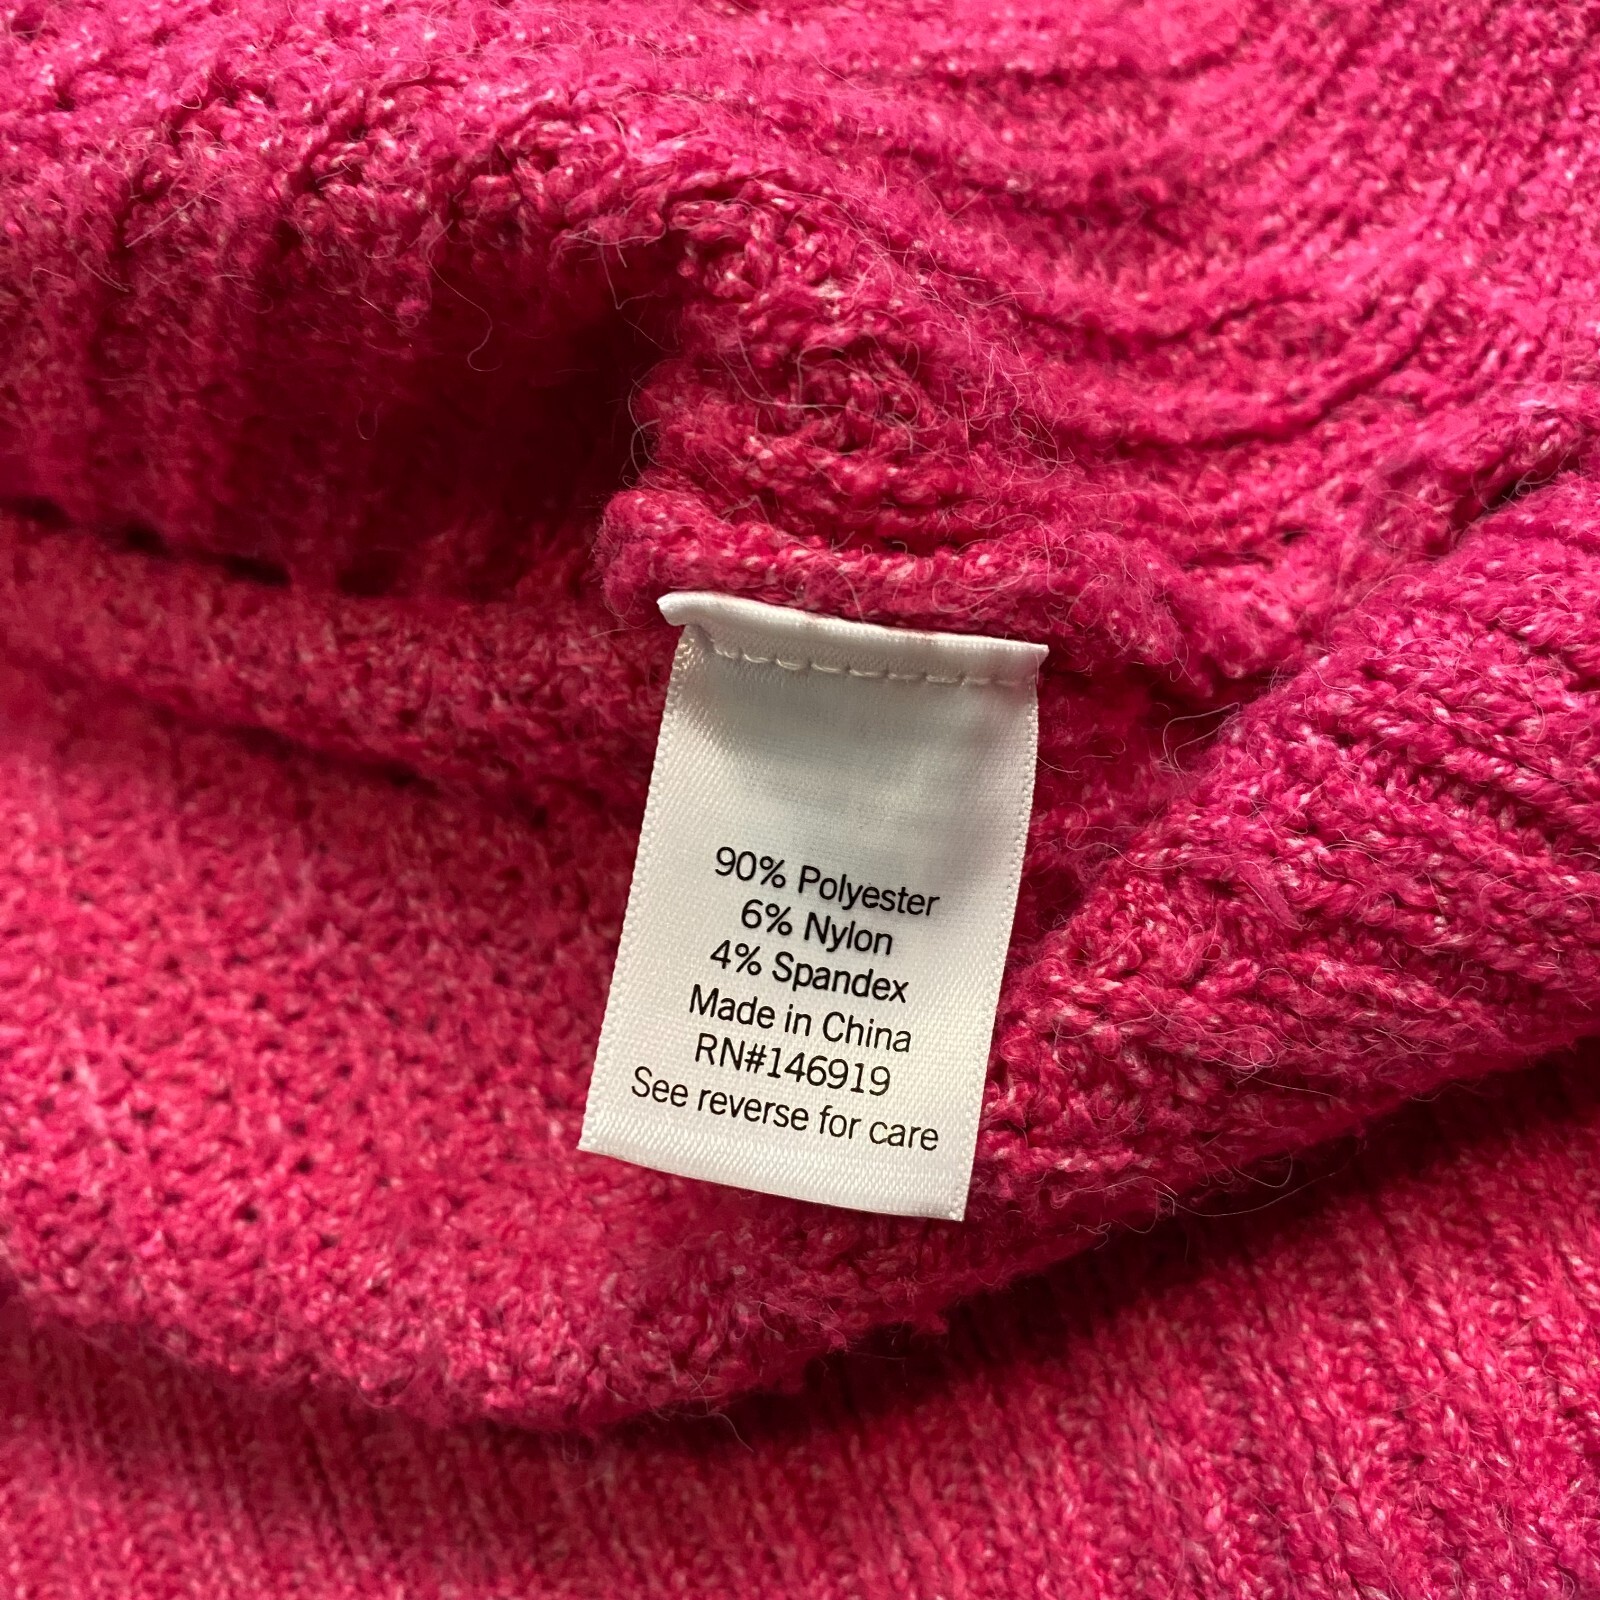 90% Polyester
6% Nylon
4% Spandex
Made in China
RN#146919
See reverse for care